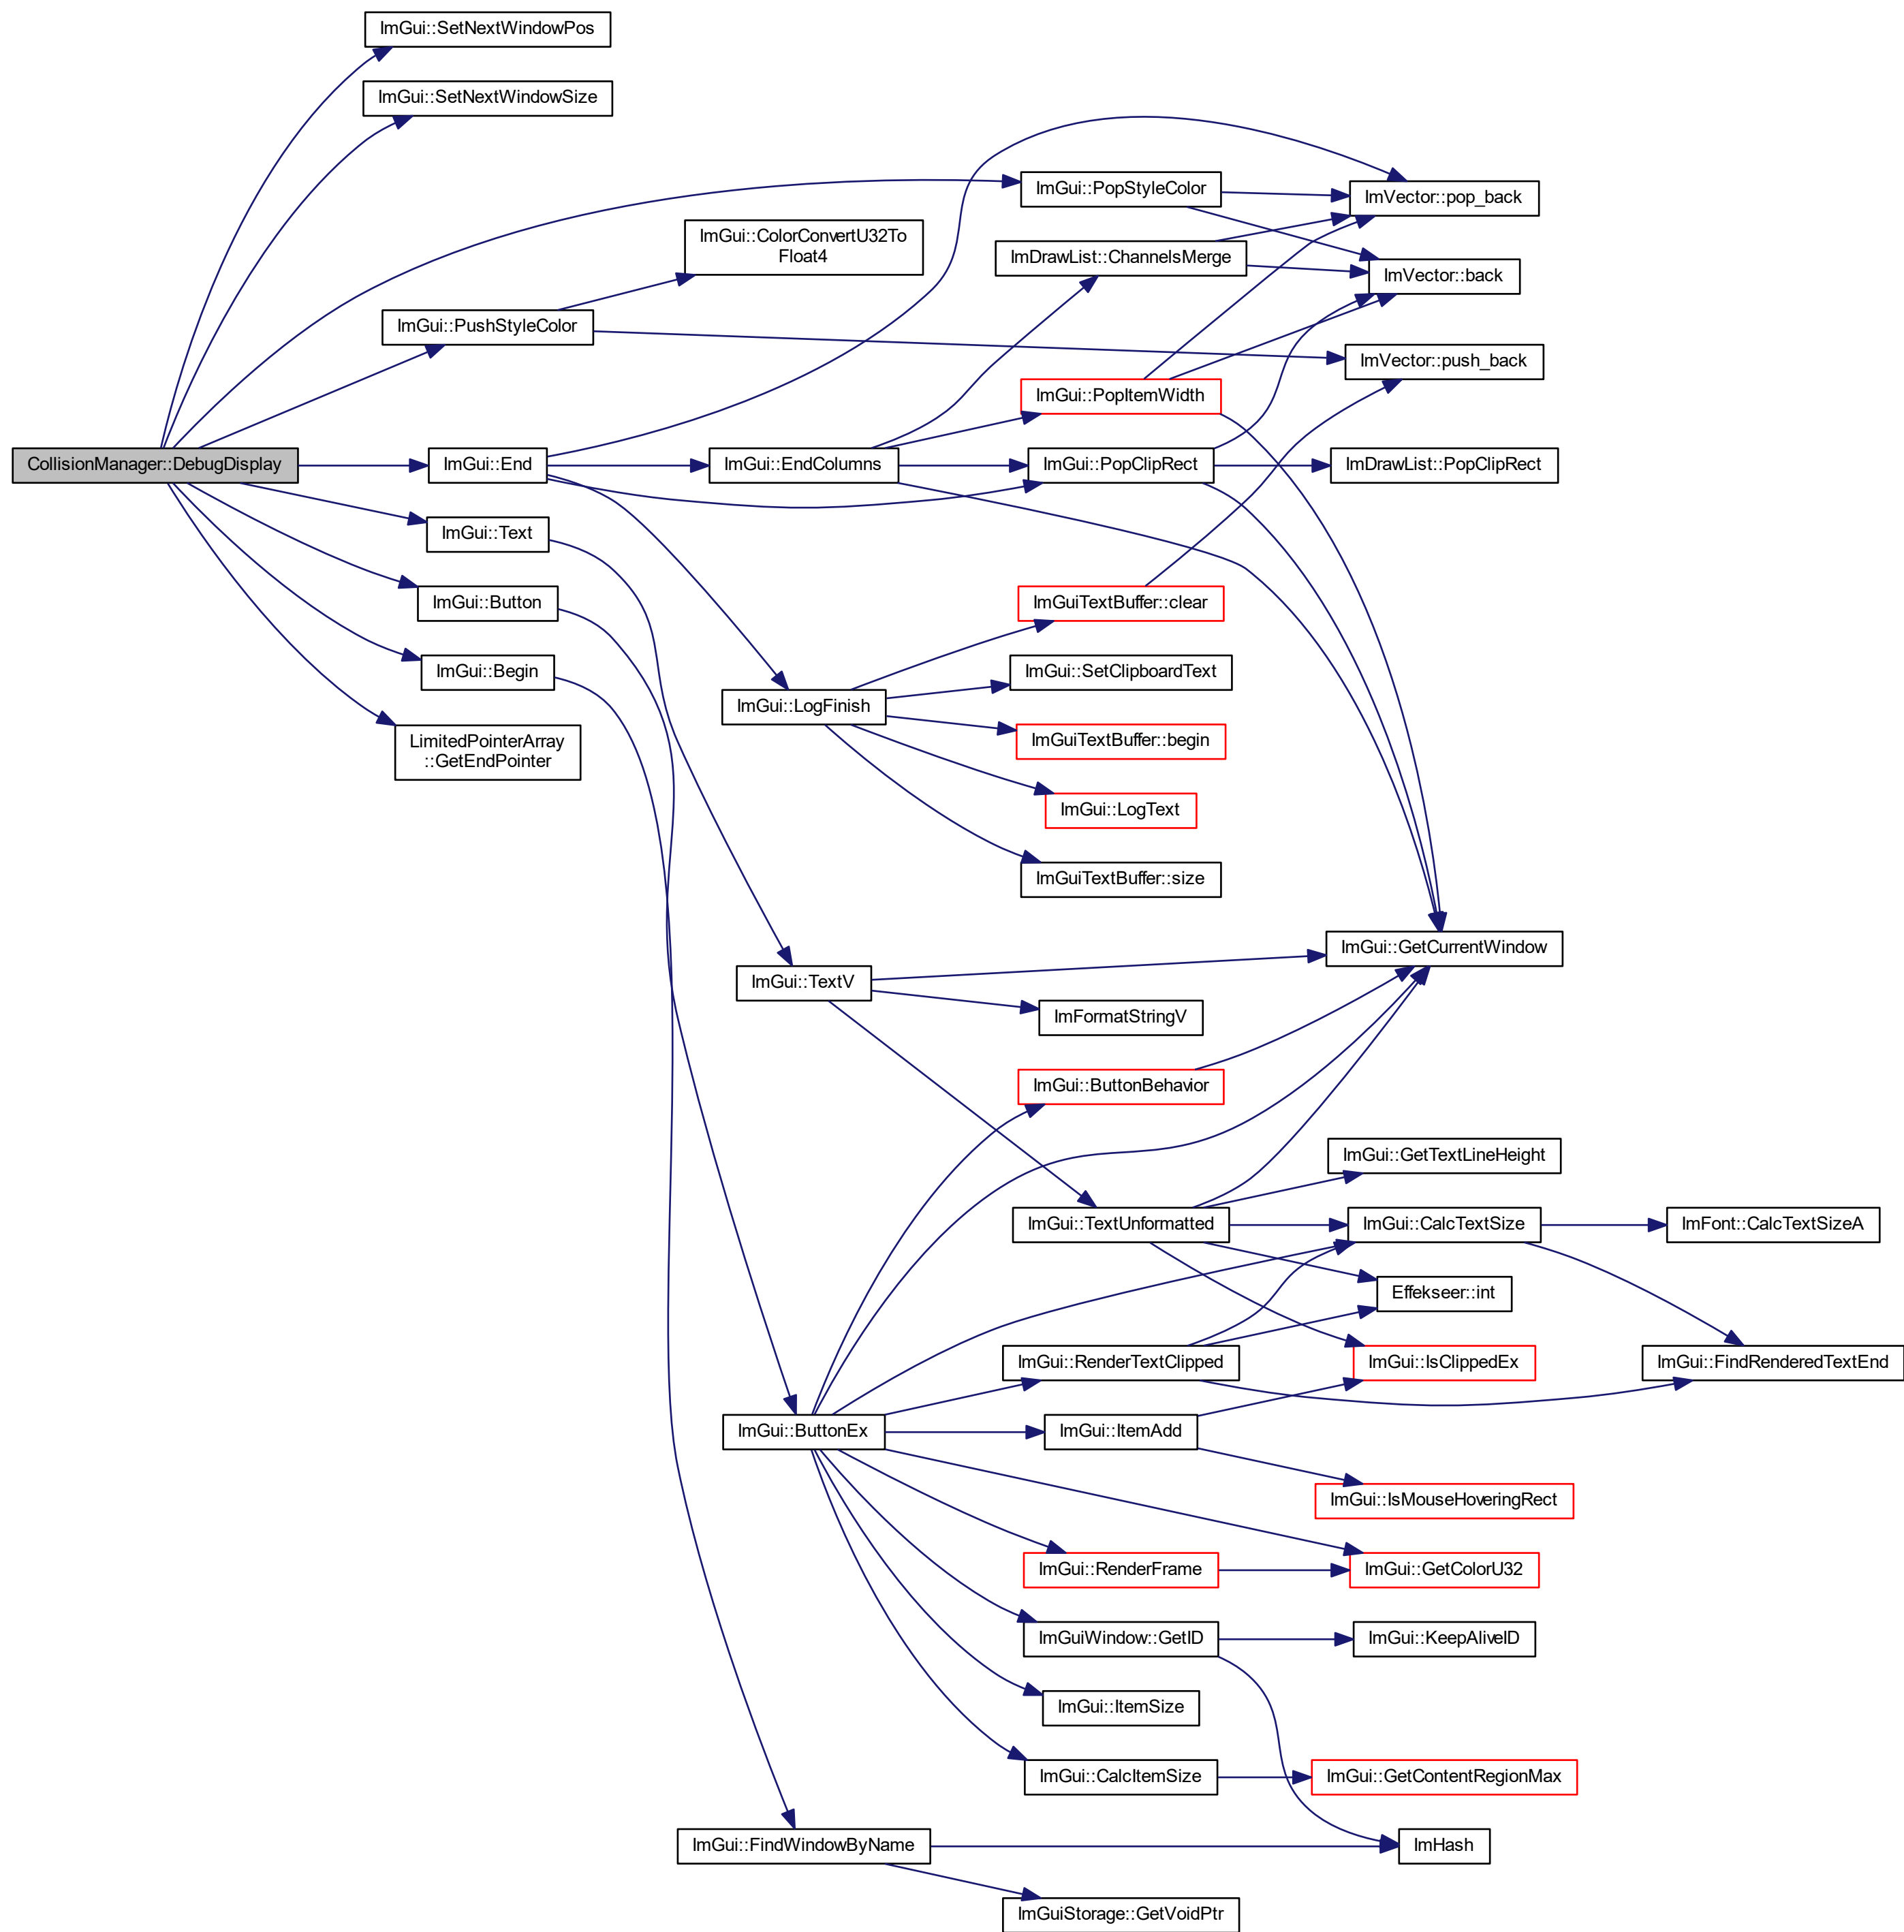 ImGui::SetNextWindowPos
ImGui::SetNextWindowSize
ImGui::PopStyleColor
ImVector::pop_back
ImGui::ColorConvertU32To
Float4
ImDrawList::ChannelsMerge
ImVector::back
ImGui::PushStyleColor
ImVector::push_back
ImGui::PopItemWidth
CollisionManager::DebugDisplay
ImGui::End
ImGui::EndColumns
ImGui::PopClipRect
ImDrawList::PopClipRect
ImGui::Text
ImGui::Button
ImGuiTextBuffer::clear
ImGui::Begin
ImGui::SetClipboardText
ImGui::LogFinish
LimitedPointerArray
::GetEndPointer
ImGuiTextBuffer::begin
ImGui::LogText
ImGuiTextBuffer::size
ImGui::GetCurrentWindow
ImGui::TextV
ImFormatStringV
ImGui::ButtonBehavior
ImGui::GetTextLineHeight
ImGui::TextUnformatted
ImGui::CalcTextSize
ImFont::CalcTextSizeA
Effekseer::int
ImGui::RenderTextClipped
ImGui::IsClippedEx
ImGui::FindRenderedTextEnd
ImGui::ButtonEx
ImGui::ItemAdd
ImGui::IsMouseHoveringRect
ImGui::RenderFrame
ImGui::GetColorU32
ImGuiWindow::GetID
ImGui::KeepAliveID
ImGui::ItemSize
ImGui::CalcItemSize
ImGui::GetContentRegionMax
ImGui::FindWindowByName
ImHash
ImGuiStorage::GetVoidPtr